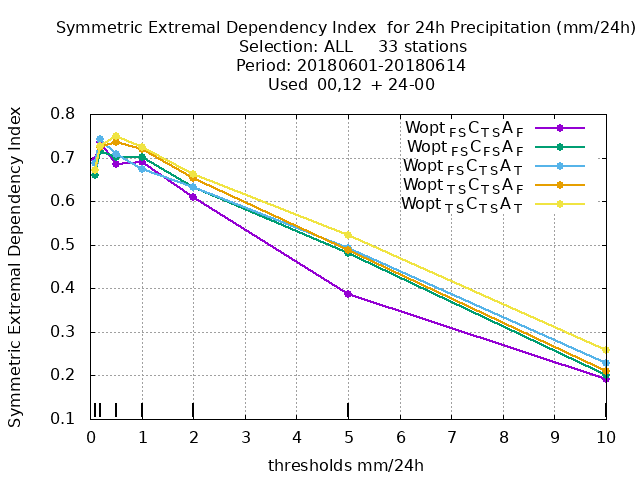 Symmetric Extremal Dependency Index  for 24h Precipitation (mm/24h)
Selection: ALL     33 stations
Period: 20180601-20180614
Used  00,12  + 24-00
Symmetric Extremal Dependency Index
0.8
0.7
0.6
0.5
0.4
0.3
0.2
0.1
Wopt FS C TS A F
Wopt FS C FS A F
Wopt FS C TS A T
Wopt TS C TS A F
Wopt TS C TS A T
0 1 2 3 4 5 6 7 8 9 10
thresholds mm/24h